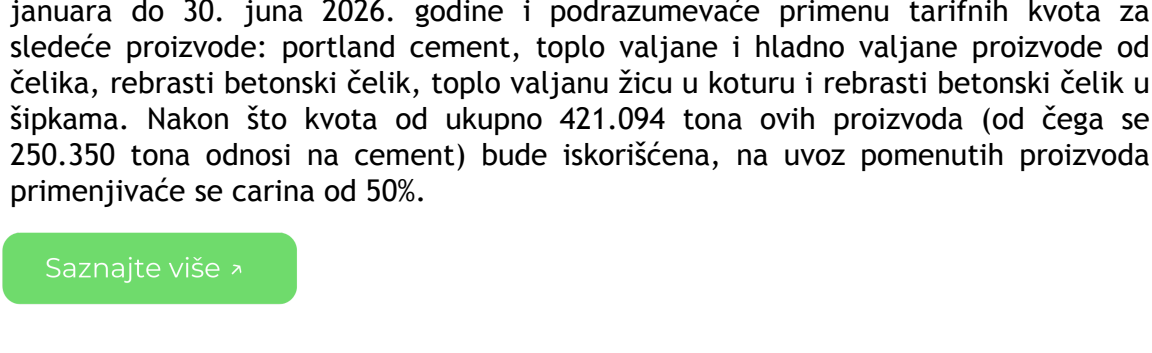 januara do 30. juna 2026. godine i podrazumevaće primenu tarifnih kvota za
sledeće proizvode: portland cement, toplo valjane i hladno valjane proizvode od
čelika, rebrasti betonski čelik, toplo valjanu žicu u koturu i rebrasti betonski čelik u
šipkama. Nakon što kvota od ukupno 421.094 tona ovih proizvoda (od čega se
250.350 tona odnosi na cement) bude iskorišćena, na uvoz pomenutih proizvoda
primenjivaće se carina od 50%.
Saznajte više ↗